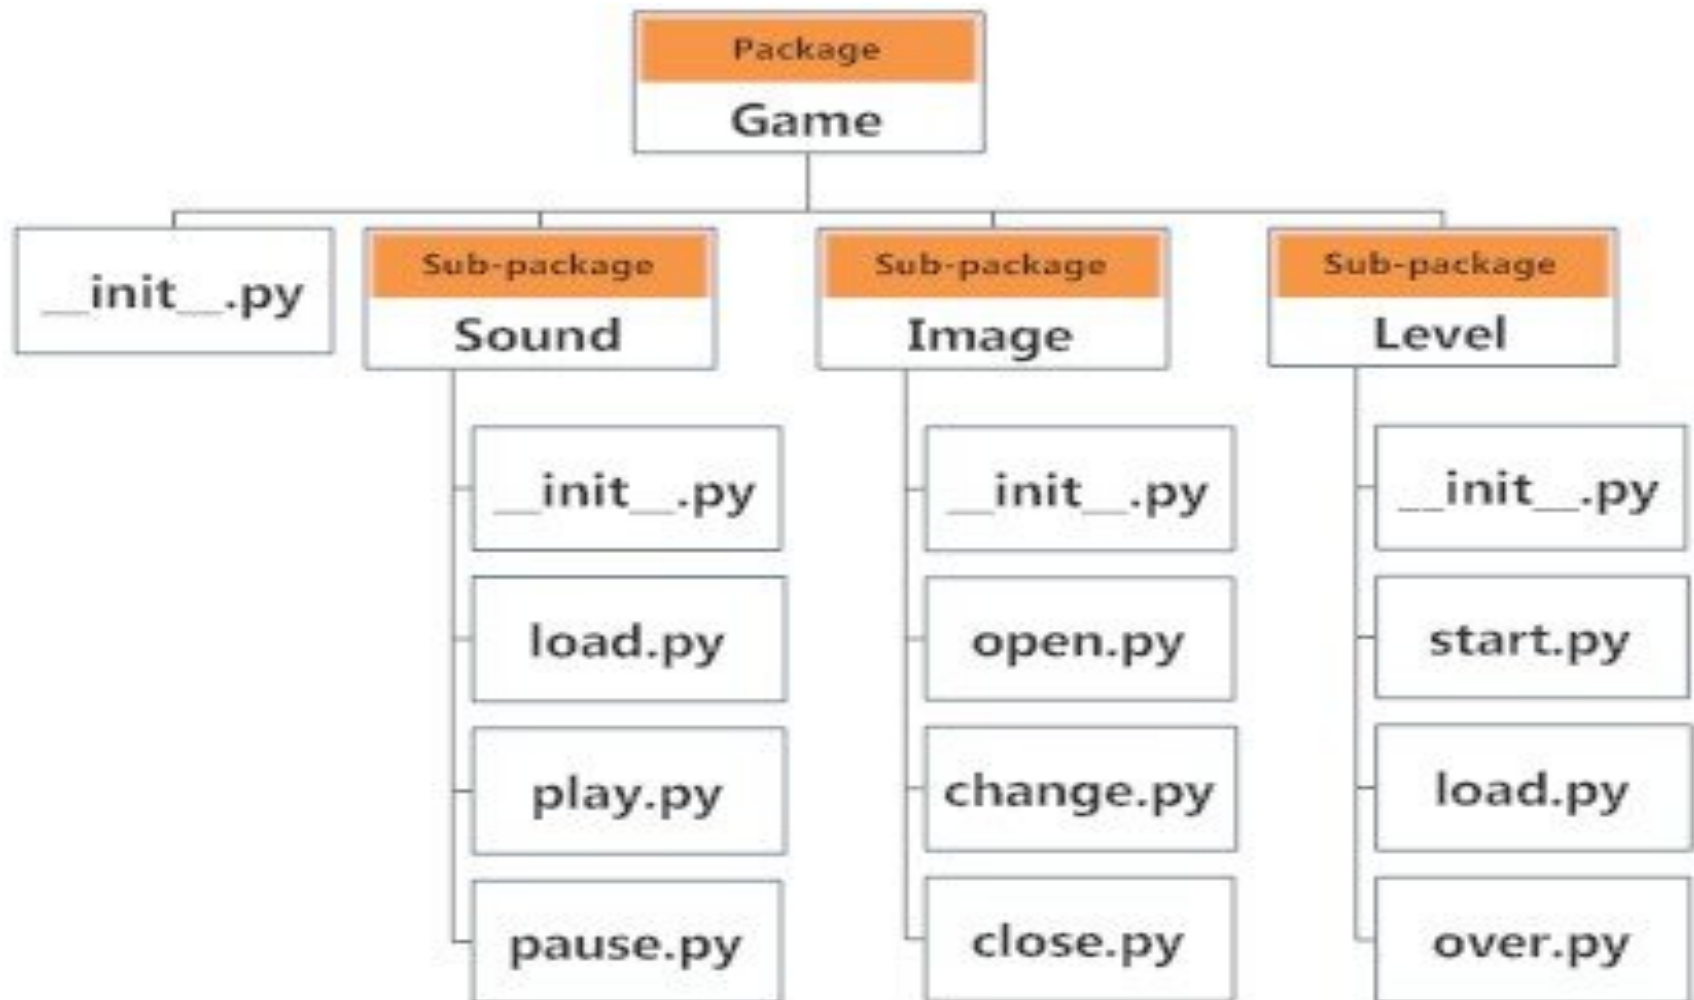 Package
Game
__init__.py
Sub-package
Sound
__init__.py
load.py
play.py
pause.py
Sub-package
Image
__init__.py
open.py
change.py
close.py
Sub-package
Level
__init__.py
start.py
load.py
over.py